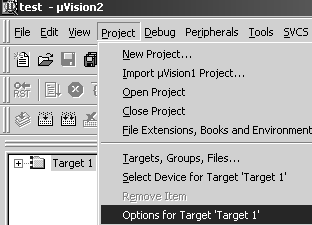 test - µVision2
File Edit View Project Debug Peripherals Tools SVCS
New Project...
Import µVision1 Project...
Open Project
Close Project
File Extensions, Books and Environment
Targets, Groups, Files...
Select Device for Target 'Target 1'
Remove Item
Options for Target 'Target 1'
RST
Target 1